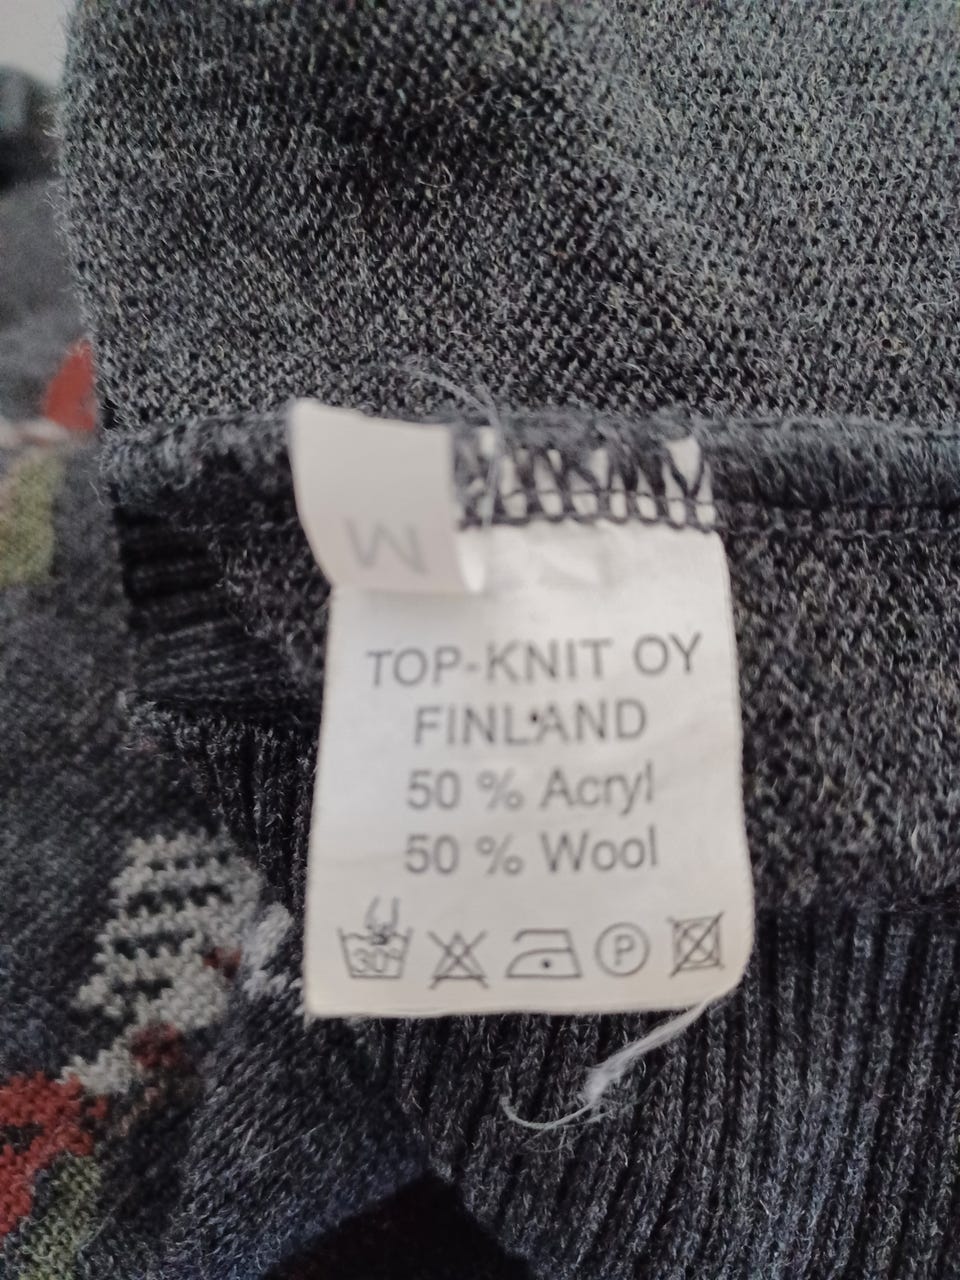 M
TOP-KNIT OY
FINLAND
50 % Acryl
50 % Wool
30°
P